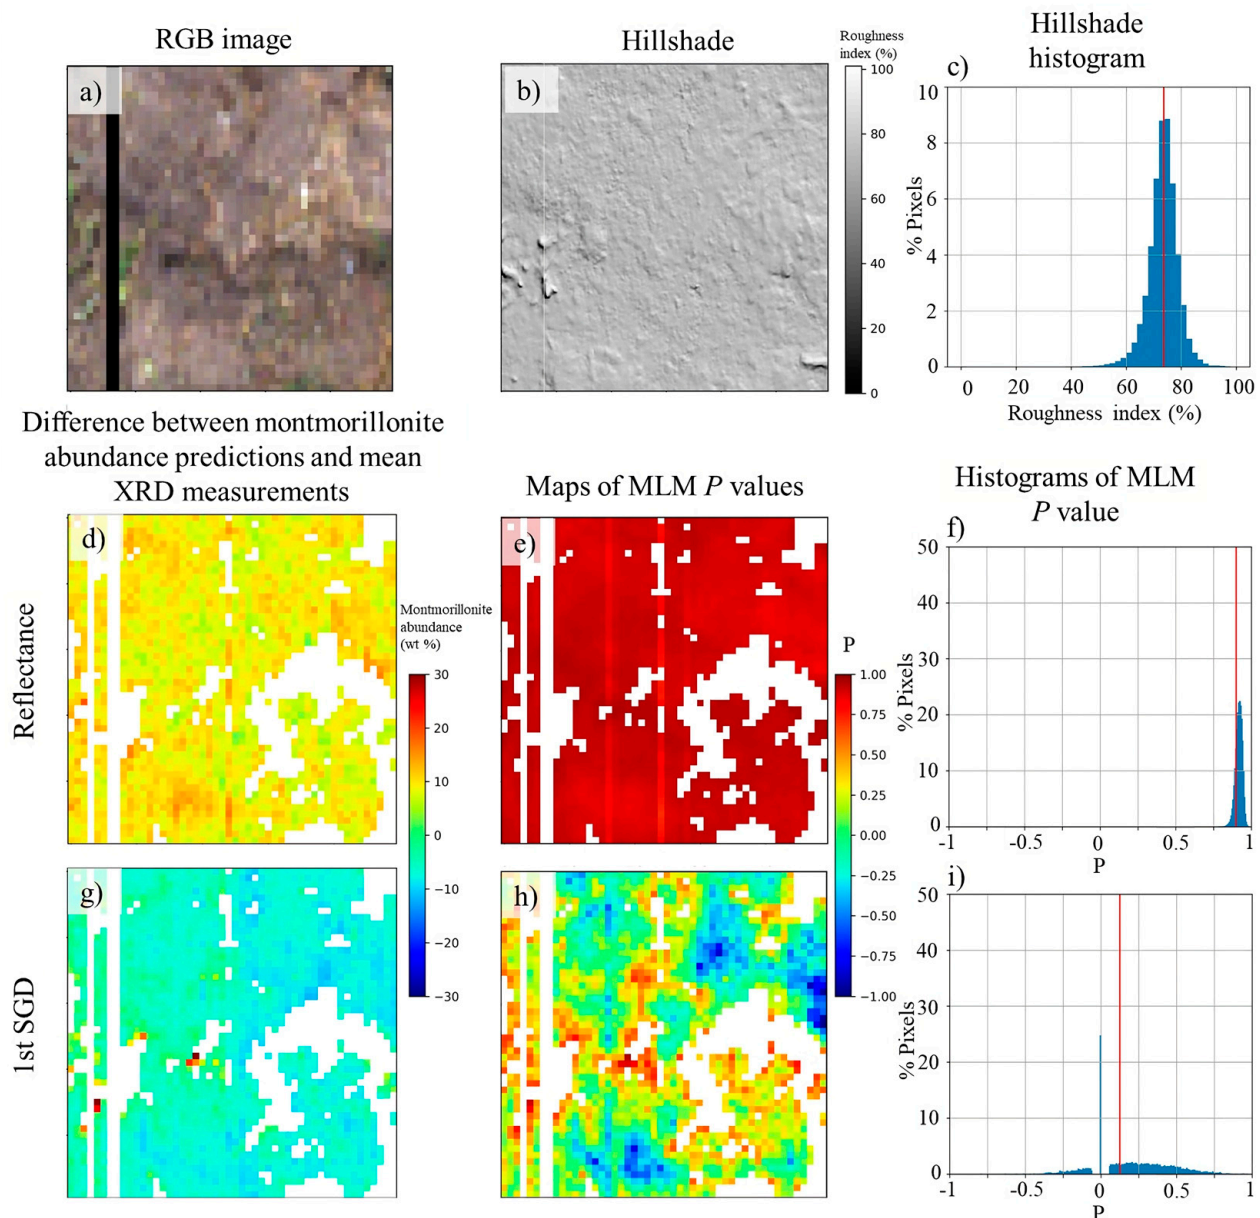 RGB image
Hillshade
Roughness
index (%)
Hillshade
histogram
a)
b)
100
80
60
40
20
0
c)
10
8
6
4
2
0
% Pixels
0 20 40 60 80 100
Roughness index (%)
Difference between montmorillonite
abundance predictions and mean
XRD measurements
Maps of MLM P values
Histograms of MLM
P value
Reflectance
d)
Montmorillonite
abundance
(wt %)
30
20
10
0
−10
−20
−30
e)
P
1.00
0.75
0.50
0.25
0.00
−0.25
−0.50
−0.75
−1.00
f)
50
40
30
20
10
0
% Pixels
-1 -0.5 0 0.5 1
P
1st SGD
g)
h)
i)
50
40
30
20
10
0
% Pixels
-1 -0.5 0 0.5 1
P